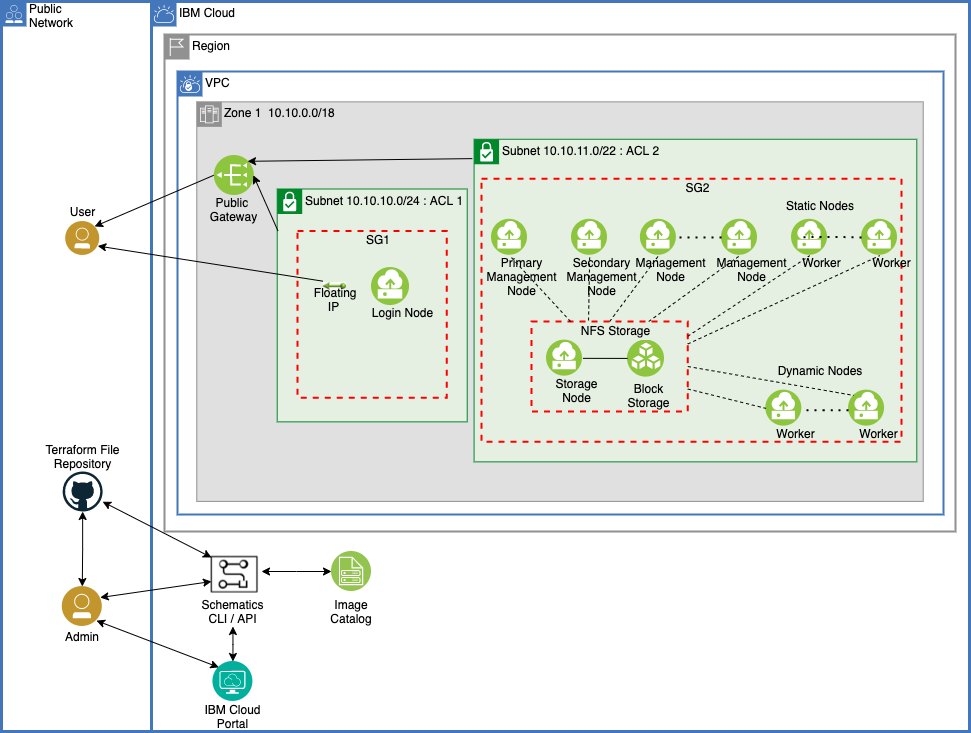 Public
Network
IBM Cloud
Region
VPC
Zone 1  10.10.0.0/18
Subnet 10.10.11.0/22 : ACL 2
SG2
Static Nodes
Public
Gateway
Subnet 10.10.10.0/24 : ACL 1
SG1
User
Floating
IP
Login Node
Primary
Management
Node
Secondary
Management
Node
Management
Node
Management
Node
Worker
Worker
NFS Storage
Storage
Node
Block
Storage
Dynamic Nodes
Worker
Worker
Terraform File
Repository
Schematics
CLI / API
Image
Catalog
Admin
IBM Cloud
Portal